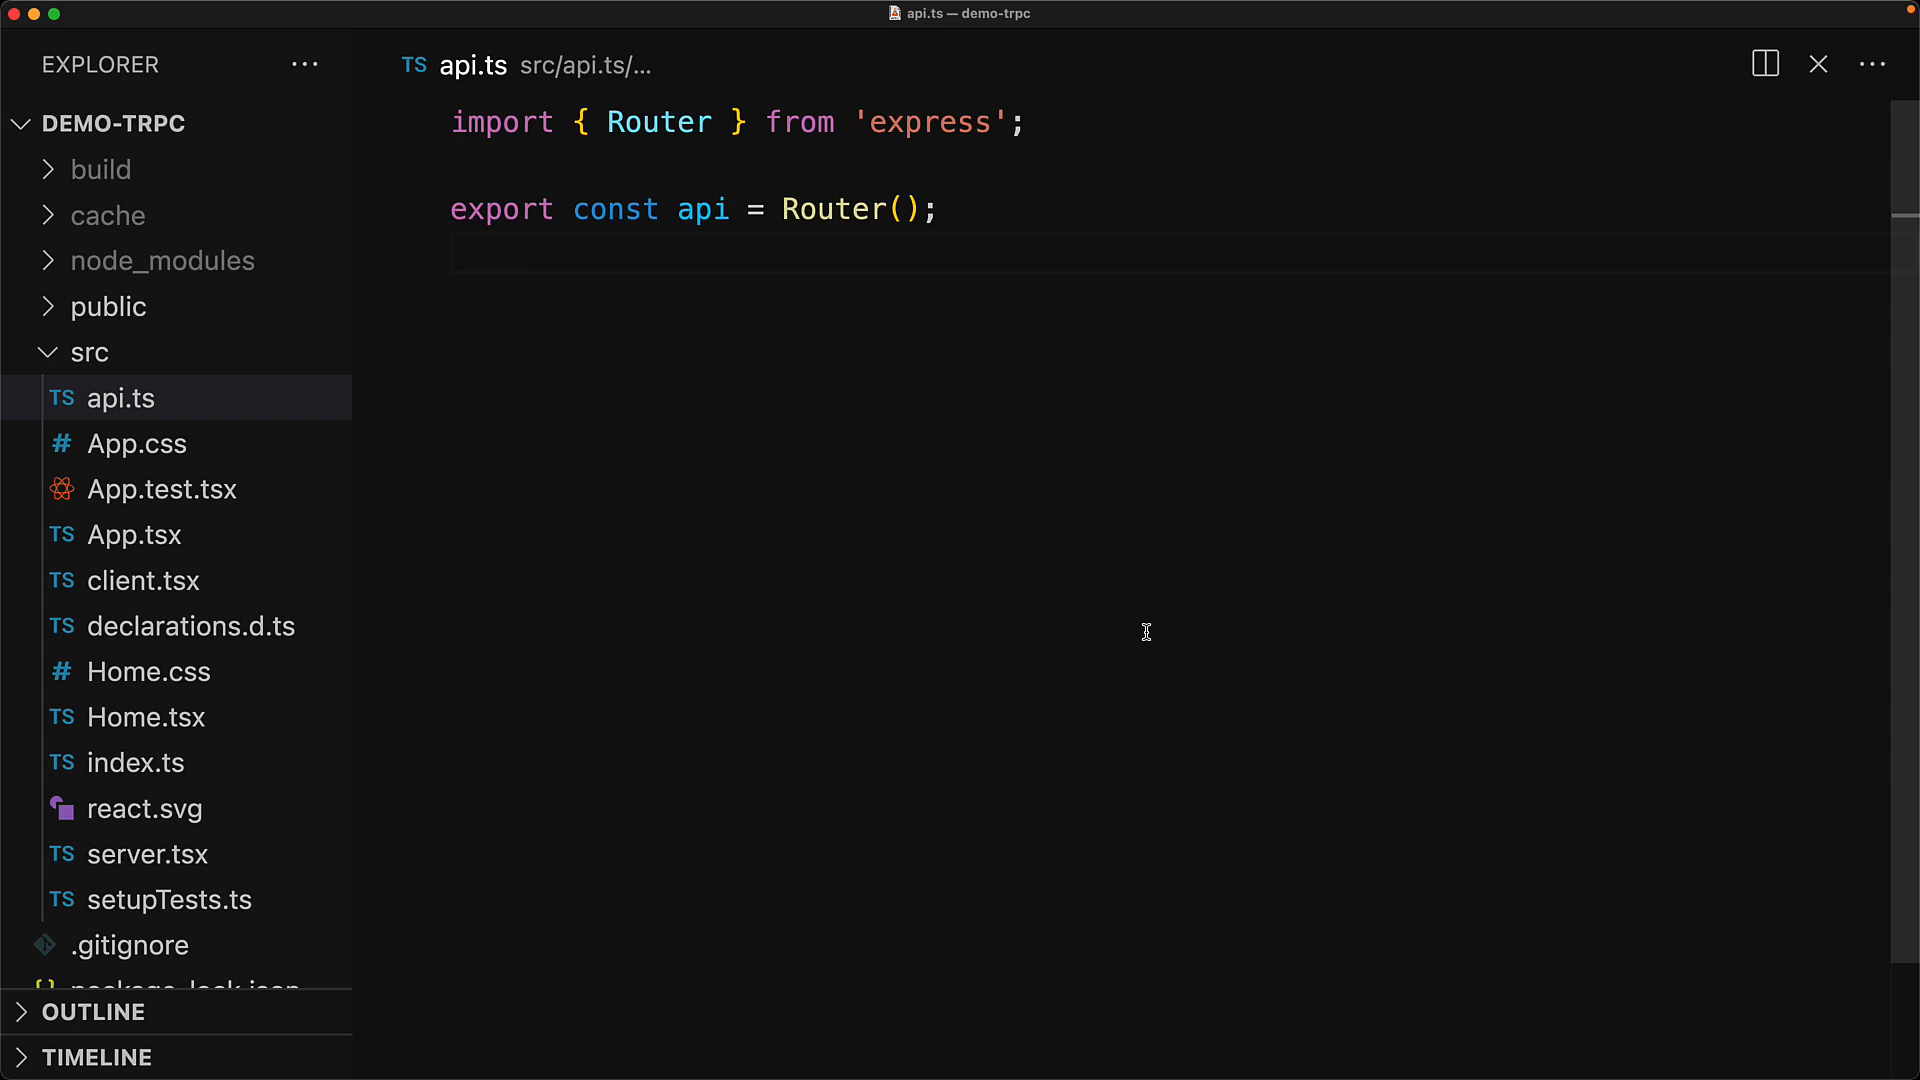 api.ts — demo-trpc
EXPLORER
TS api.ts src/api.ts/...
DEMO-TRPC
build
cache
node_modules
public
src
TS api.ts
# App.css
App.test.tsx
TS App.tsx
TS client.tsx
TS declarations.d.ts
# Home.css
TS Home.tsx
TS index.ts
react.svg
TS server.tsx
TS setupTests.ts
.gitignore
{} package-lock.json
OUTLINE
TIMELINE
import { Router } from 'express';
export const api = Router();